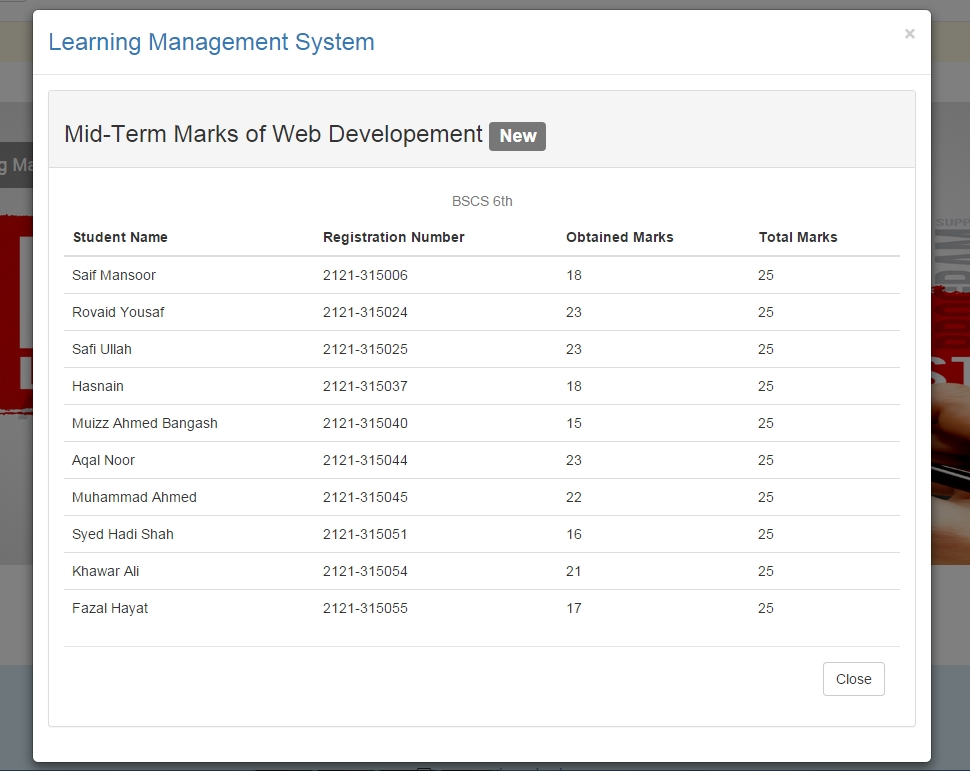 Learning Management System ×
Mid-Term Marks of Web Developement New
BSCS 6th
Student Name Registration Number Obtained Marks Total Marks
Saif Mansoor 2121-315006 18 25
Rovaid Yousaf 2121-315024 23 25
Safi Ullah 2121-315025 23 25
Hasnain 2121-315037 18 25
Muizz Ahmed Bangash 2121-315040 15 25
Aqal Noor 2121-315044 23 25
Muhammad Ahmed 2121-315045 22 25
Syed Hadi Shah 2121-315051 16 25
Khawar Ali 2121-315054 21 25
Fazal Hayat 2121-315055 17 25
Close